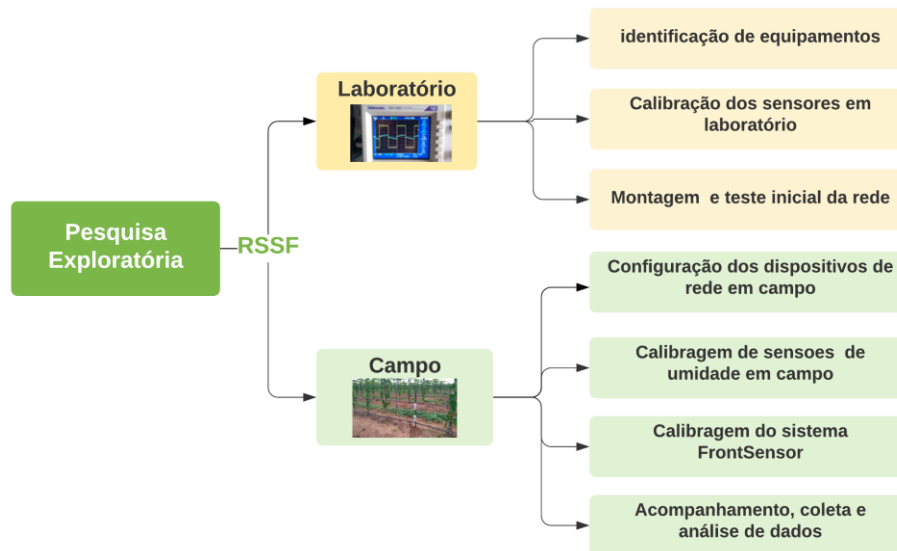 identificação de equipamentos
Laboratório
Calibração dos sensores em
laboratório
Montagem e teste inicial da rede
Pesquisa
Exploratória
RSSF
Configuração dos dispositivos de
rede em campo
Campo
Calibragem de sensoes de
umidade em campo
Calibragem do sistema
FrontSensor
Acompanhamento, coleta e
análise de dados